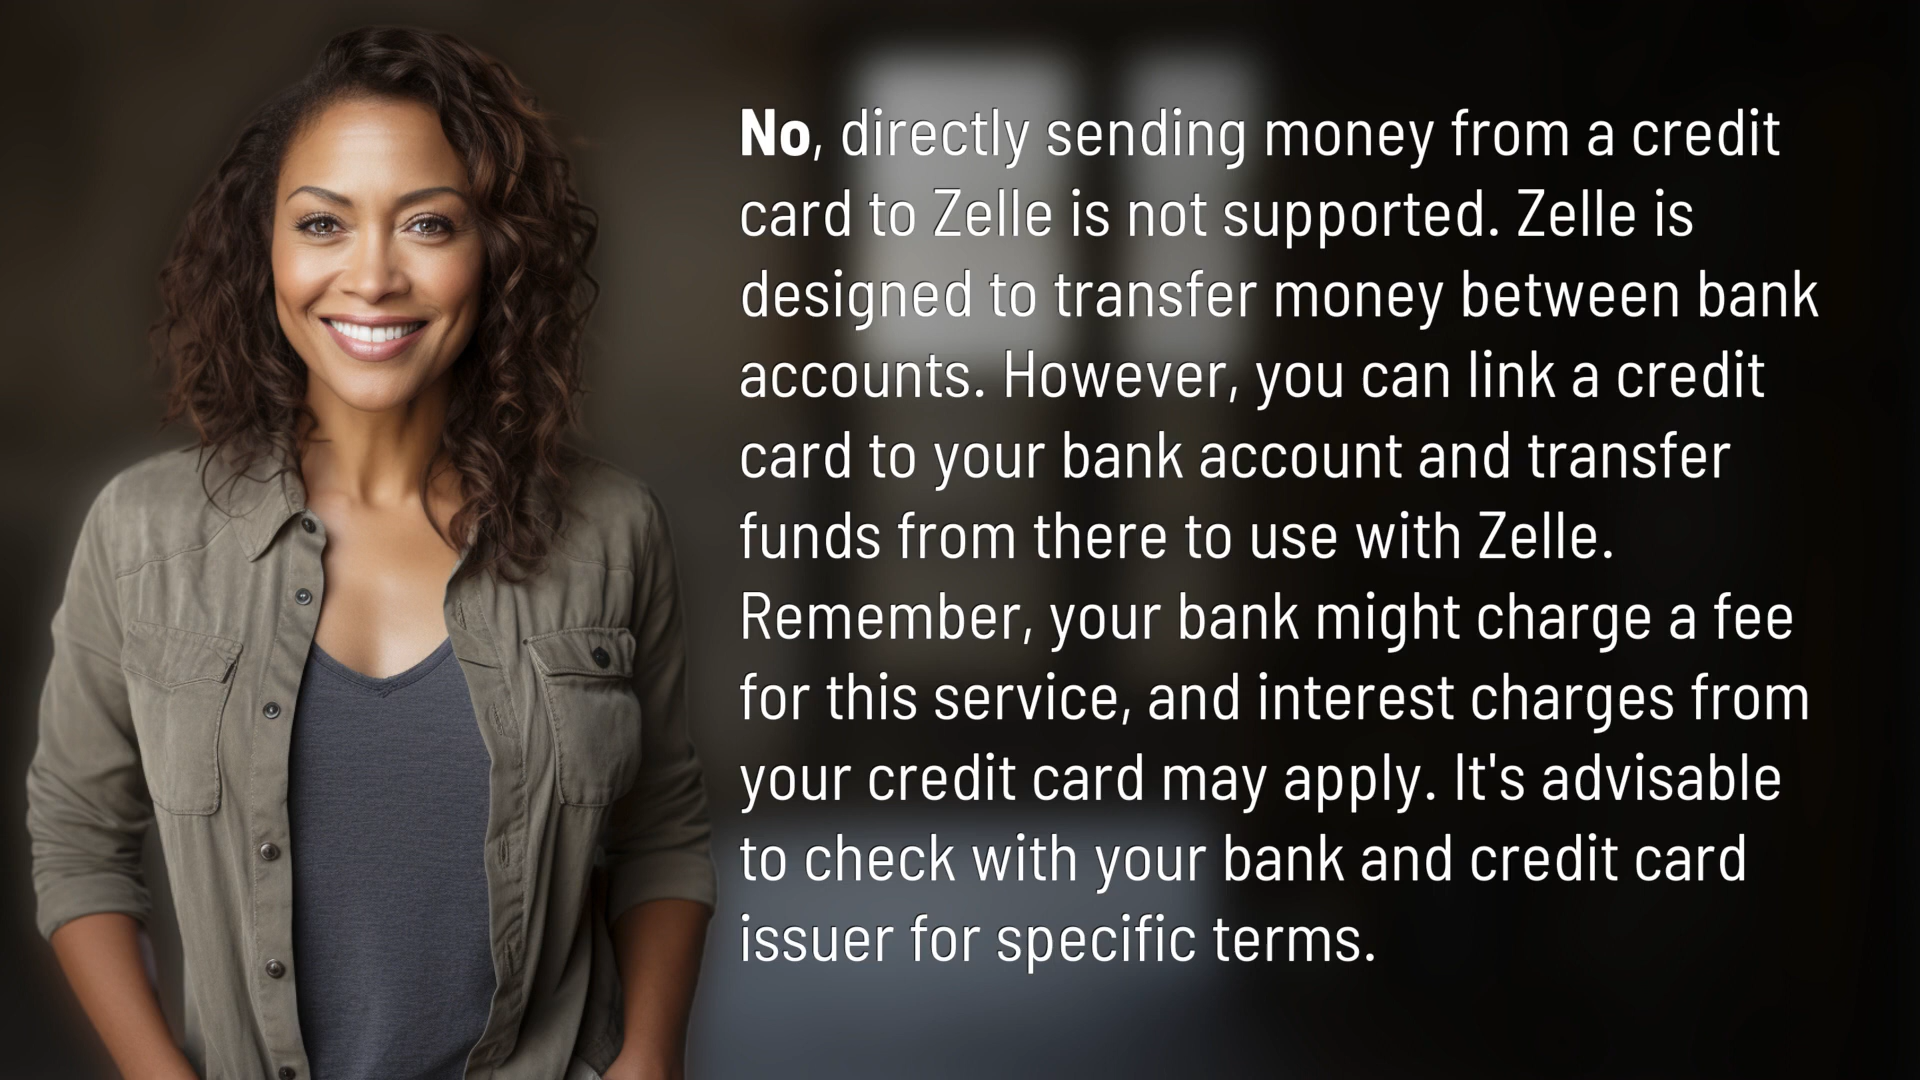 No, directly sending money from a credit
card to Zelle is not supported. Zelle is
designed to transfer money between bank
accounts. However, you can link a credit
card to your bank account and transfer
funds from there to use with Zelle.
Remember, your bank might charge a fee
for this service, and interest charges from
your credit card may apply. It's advisable
to check with your bank and credit card
issuer for specific terms.